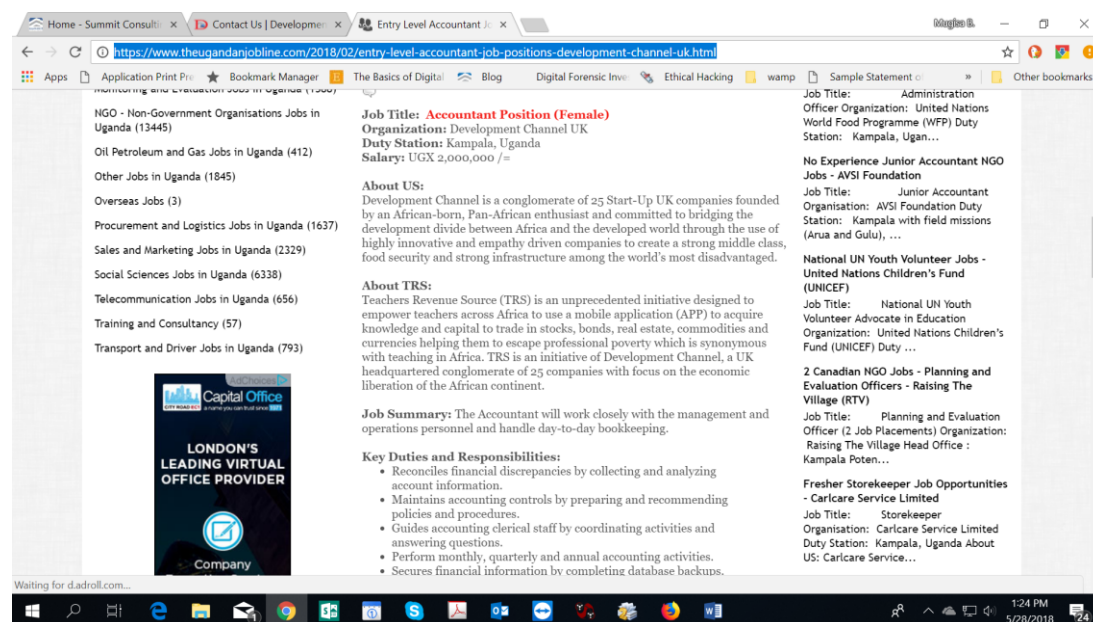 Home - Summit Consultin
Contact Us | Developmen
Entry Level Accountant Jo
https://www.theugandanjobline.com/2018/02/entry-level-accountant-job-positions-development-channel-uk.html
Apps
Application Print Pre
Bookmark Manager
The Basics of Digital
Blog
Digital Forensic Inve
Ethical Hacking
wamp
Sample Statement o
»
Other bookmarks
NGO - Non-Government Organisations Jobs in
Uganda (13445)
Oil Petroleum and Gas Jobs in Uganda (412)
Other Jobs in Uganda (1845)
Overseas Jobs (3)
Procurement and Logistics Jobs in Uganda (1637)
Sales and Marketing Jobs in Uganda (2329)
Social Sciences Jobs in Uganda (6338)
Telecommunication Jobs in Uganda (656)
Training and Consultancy (57)
Transport and Driver Jobs in Uganda (793)
AdChoices
Capital Office
a name you can trust since
LONDON'S
LEADING VIRTUAL
OFFICE PROVIDER
Company
Job Title: Accountant Position (Female)
Organization: Development Channel UK
Duty Station: Kampala, Uganda
Salary: UGX 2,000,000 /=
About US:
Development Channel is a conglomerate of 25 Start-Up UK companies founded
by an African-born, Pan-African enthusiast and committed to bridging the
development divide between Africa and the developed world through the use of
highly innovative and empathy driven companies to create a strong middle class,
food security and strong infrastructure among the world's most disadvantaged.
About TRS:
Teachers Revenue Source (TRS) is an unprecedented initiative designed to
empower teachers across Africa to use a mobile application (APP) to acquire
knowledge and capital to trade in stocks, bonds, real estate, commodities and
currencies helping them to escape professional poverty which is synonymous
with teaching in Africa. TRS is an initiative of Development Channel, a UK
headquartered conglomerate of 25 companies with focus on the economic
liberation of the African continent.
Job Summary: The Accountant will work closely with the management and
operations personnel and handle day-to-day bookkeeping.
Key Duties and Responsibilities:
• Reconciles financial discrepancies by collecting and analyzing
account information.
• Maintains accounting controls by preparing and recommending
policies and procedures.
• Guides accounting clerical staff by coordinating activities and
answering questions.
• Perform monthly, quarterly and annual accounting activities.
• Secures financial information by completing database backups.
Job Title: Administration
Officer Organization: United Nations
World Food Programme (WFP) Duty
Station: Kampala, Ugan...
No Experience Junior Accountant NGO
Jobs - AVSI Foundation
Job Title: Junior Accountant
Organisation: AVSI Foundation Duty
Station: Kampala with field missions
(Arua and Gulu), ...
National UN Youth Volunteer Jobs -
United Nations Children's Fund
(UNICEF)
Job Title: National UN Youth
Volunteer Advocate in Education
Organization: United Nations Children's
Fund (UNICEF) Duty ...
2 Canadian NGO Jobs - Planning and
Evaluation Officers - Raising The
Village (RTV)
Job Title: Planning and Evaluation
Officer (2 Job Placements) Organization:
Raising The Village Head Office :
Kampala Poten...
Fresher Storekeeper Job Opportunities
- Carlcare Service Limited
Job Title: Storekeeper
Organisation: Carlcare Service Limited
Duty Station: Kampala, Uganda About
US: Carlcare Service...
Waiting for d.adroll.com...
1:24 PM
5/28/2018
24